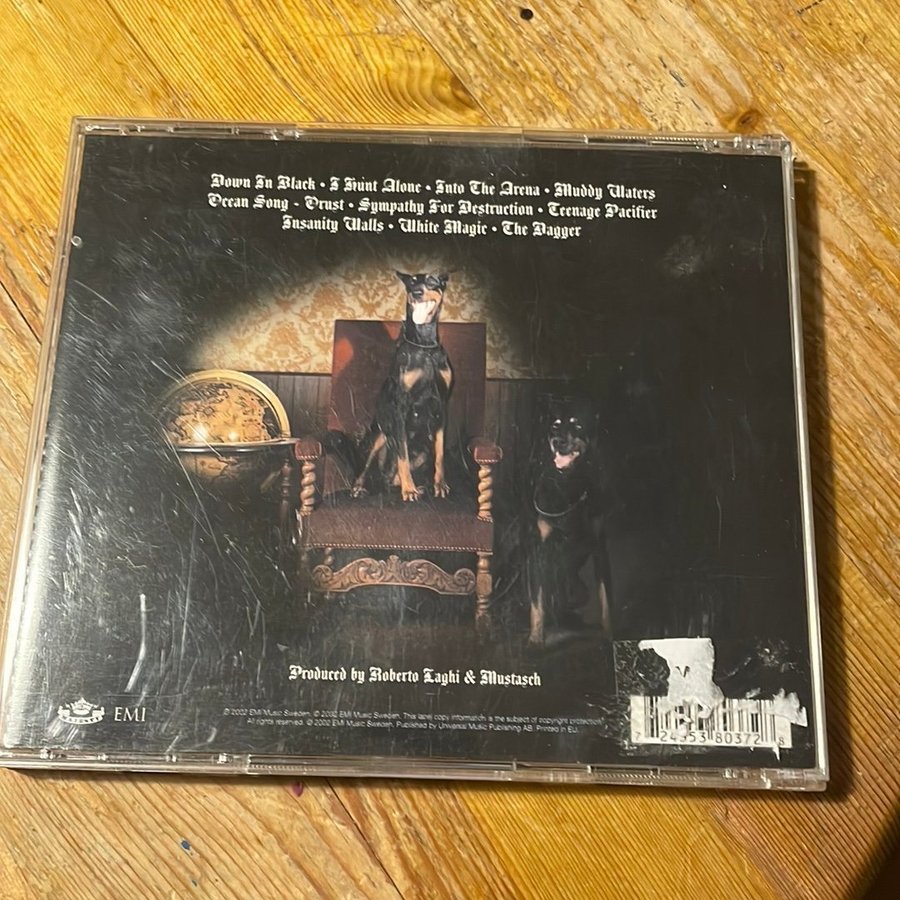 Down In Black • I Hunt Alone • Into The Arena • Muddy Waters
Ocean Song - Orust • Sympathy For Destruction • Teenage Pacifier
Insanity Walls • White Magic • The Dagger
Produced by Roberto Laghi & Mustasch
EMI
℗ 2002 EMI Music Sweden. © 2002 EMI Music Sweden. This label copy information is the subject of copyright protection.
All rights reserved. © 2002 EMI Music Sweden. Published by Universal Music Publishing AB. Printed in EU.
7 24353 80372 8